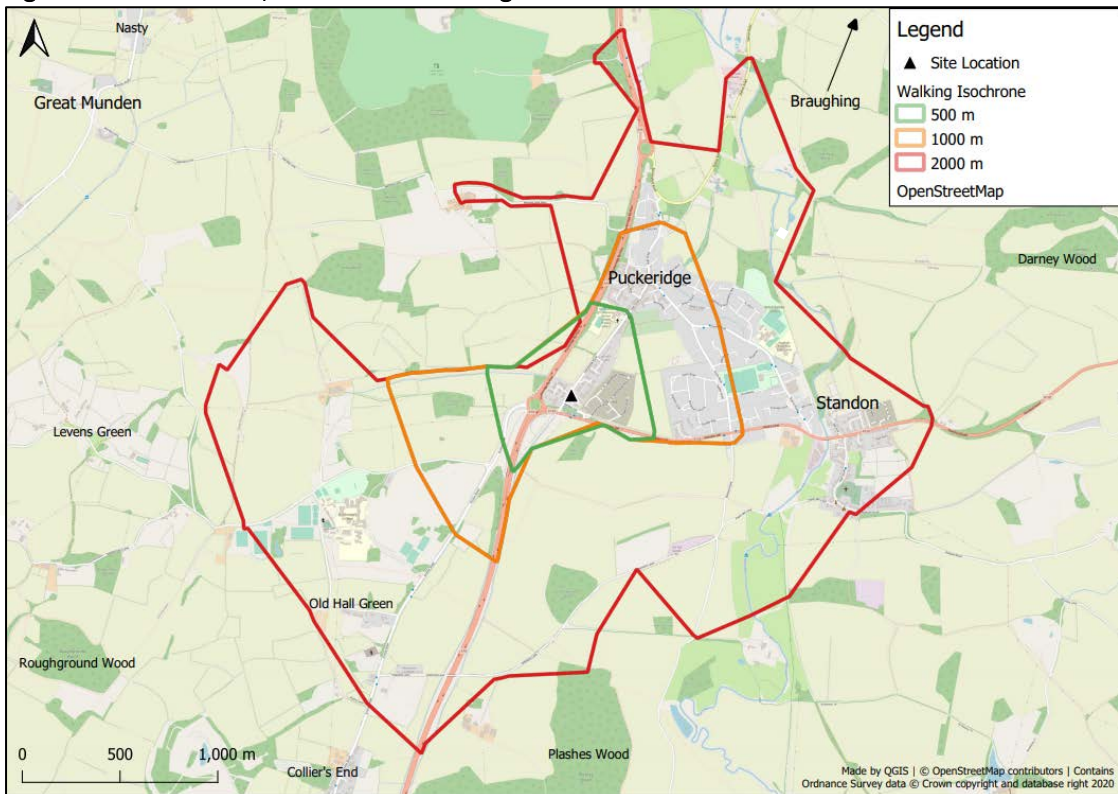 Nasty
Great Munden
Braughing
Legend
Site Location
Walking Isochrone
500 m
1000 m
2000 m
OpenStreetMap
Darney Wood
Puckeridge
Standon
Levens Green
Old Hall Green
Roughground Wood
Plashes Wood
Collier's End
0 500 1,000 m
Made by QGIS | © OpenStreetMap contributors | Contains
Ordnance Survey data © Crown copyright and database right 2020